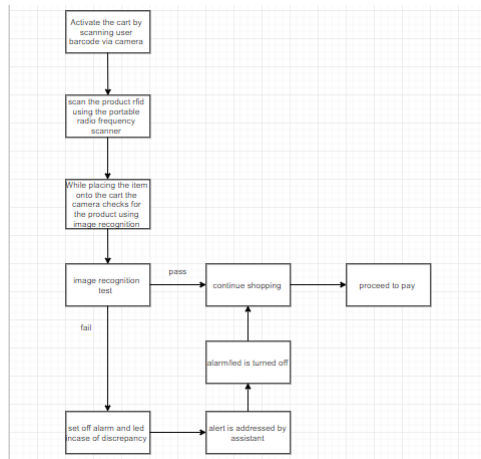 Activate the cart by
scanning user
barcode via camera
scan the product rfid
using the portable
radio frequency
scanner
While placing the item
onto the cart the
camera checks for
the product using
image recognition
image recognition
test
pass
continue shopping
proceed to pay
fail
alarm/led is turned off
set off alarm and led
incase of discrepancy
alert is addressed by
assistant